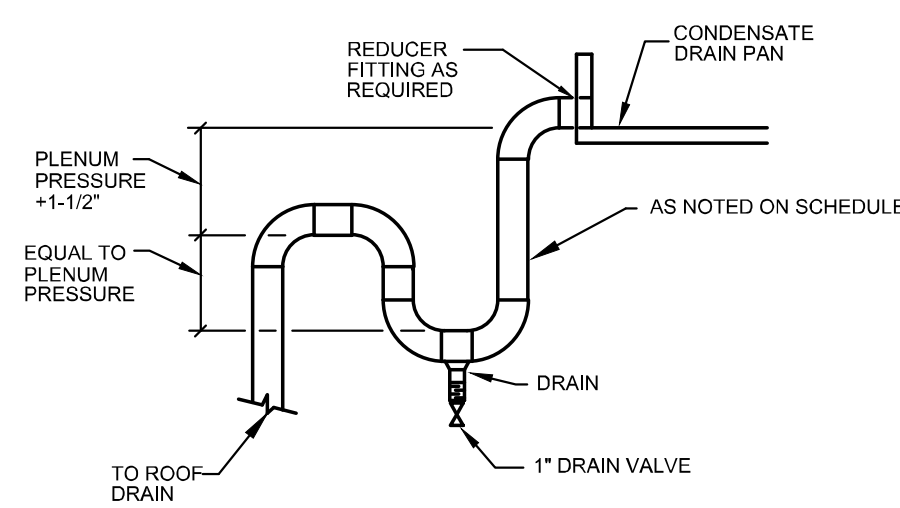 REDUCER
FITTING AS
REQUIRED
CONDENSATE
DRAIN PAN
PLENUM
PRESSURE
+1-1/2"
AS NOTED ON SCHEDULE
EQUAL TO
PLENUM
PRESSURE
DRAIN
1" DRAIN VALVE
TO ROOF
DRAIN